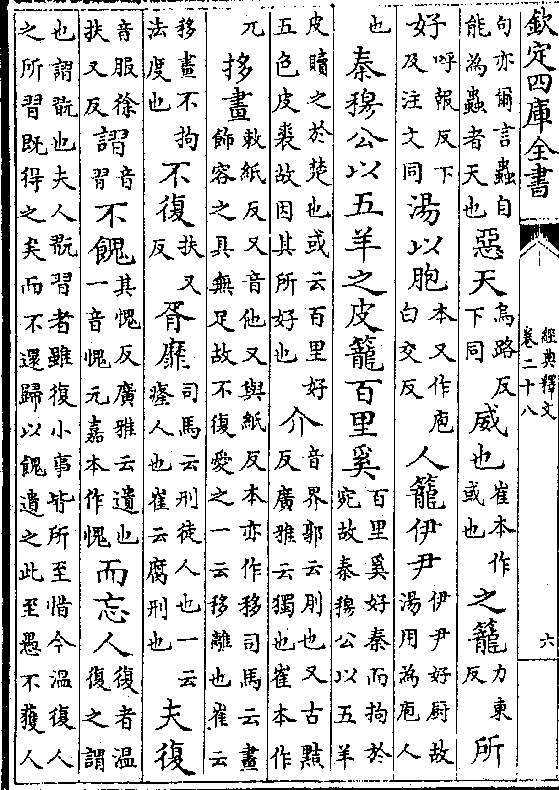 欽定四庫全書
經典釋文
卷二十八
六
句亦爾言蟲自能為蟲者天也惡天烏路反下同威也崔本作或也之籠力東反所
好呼報反下及注文同湯以胞本又作庖白交反人籠伊尹伊尹好厨故湯用為庖人
也秦穆公以五羊之皮籠百里奚百里奚好秦而拘於宛故秦穆公以五羊
皮贖之於楚也或云百里好五色皮裘故因其所好也介音界郭云刖也又古黠反廣雅云獨也崔本作
兀拸畫敕紙反又音他又與紙反本亦作移司馬云畫飾容之具無足故不復愛之一云移離也崔云
移畫不拘法度也不復扶又反胥靡司馬云刑徒人也一云癃人也崔云腐刑也夫復
音服徐扶又反謵音習不餽其愧反廣雅云遺也一音愧元嘉本作愧而忘人復者溫復之謂
也謂翫也夫人翫習者雖復小事皆所至惜今溫復人之所習既得之矣而不還歸以餽遺之此至愚不獲人